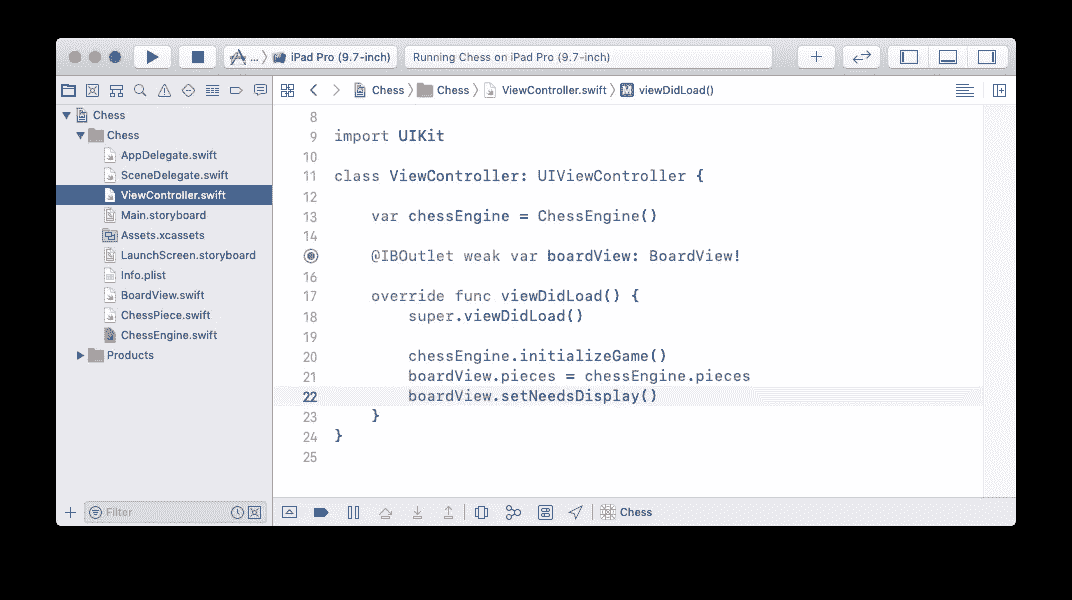 ... iPad Pro (9.7-inch) Running Chess on iPad Pro (9.7-inch)
Chess Chess ViewController.swift M viewDidLoad()
Chess
Chess
AppDelegate.swift
SceneDelegate.swift
ViewController.swift
Main.storyboard
Assets.xcassets
LaunchScreen.storyboard
Info.plist
BoardView.swift
ChessPiece.swift
ChessEngine.swift
Products
8
9 import UIKit
10
11 class ViewController: UIViewController {
12
13 var chessEngine = ChessEngine()
14
@IBOutlet weak var boardView: BoardView!
16
17 override func viewDidLoad() {
18 super.viewDidLoad()
19
20 chessEngine.initializeGame()
21 boardView.pieces = chessEngine.pieces
22 boardView.setNeedsDisplay()
23 }
24 }
25
Filter
Chess